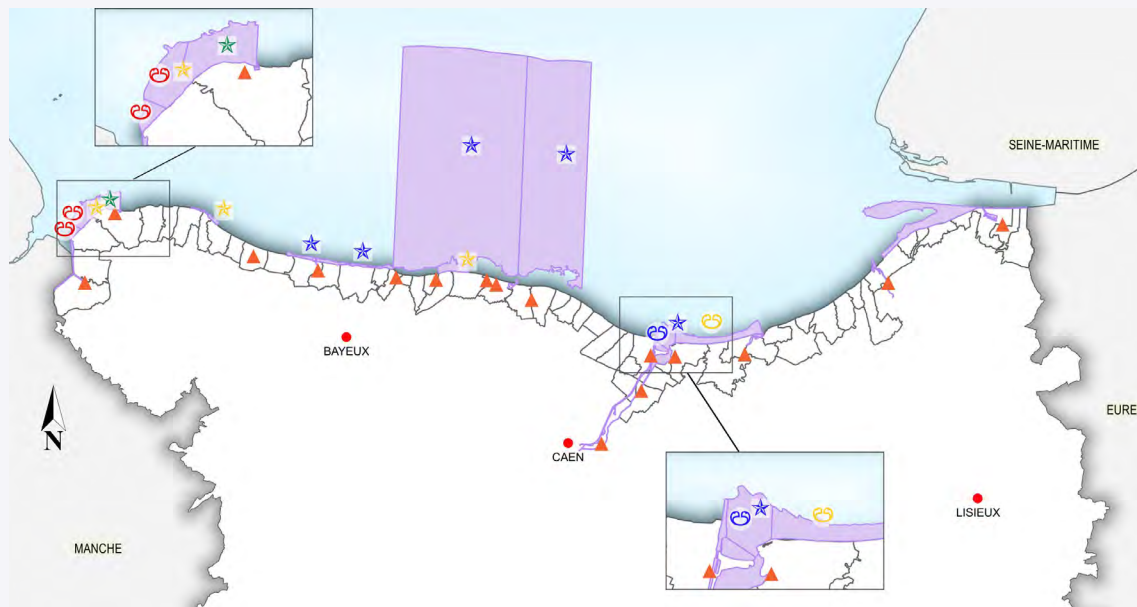 SEINE-MARITIME
BAYEUX
EURE
N
CAEN
LISIEUX
MANCHE